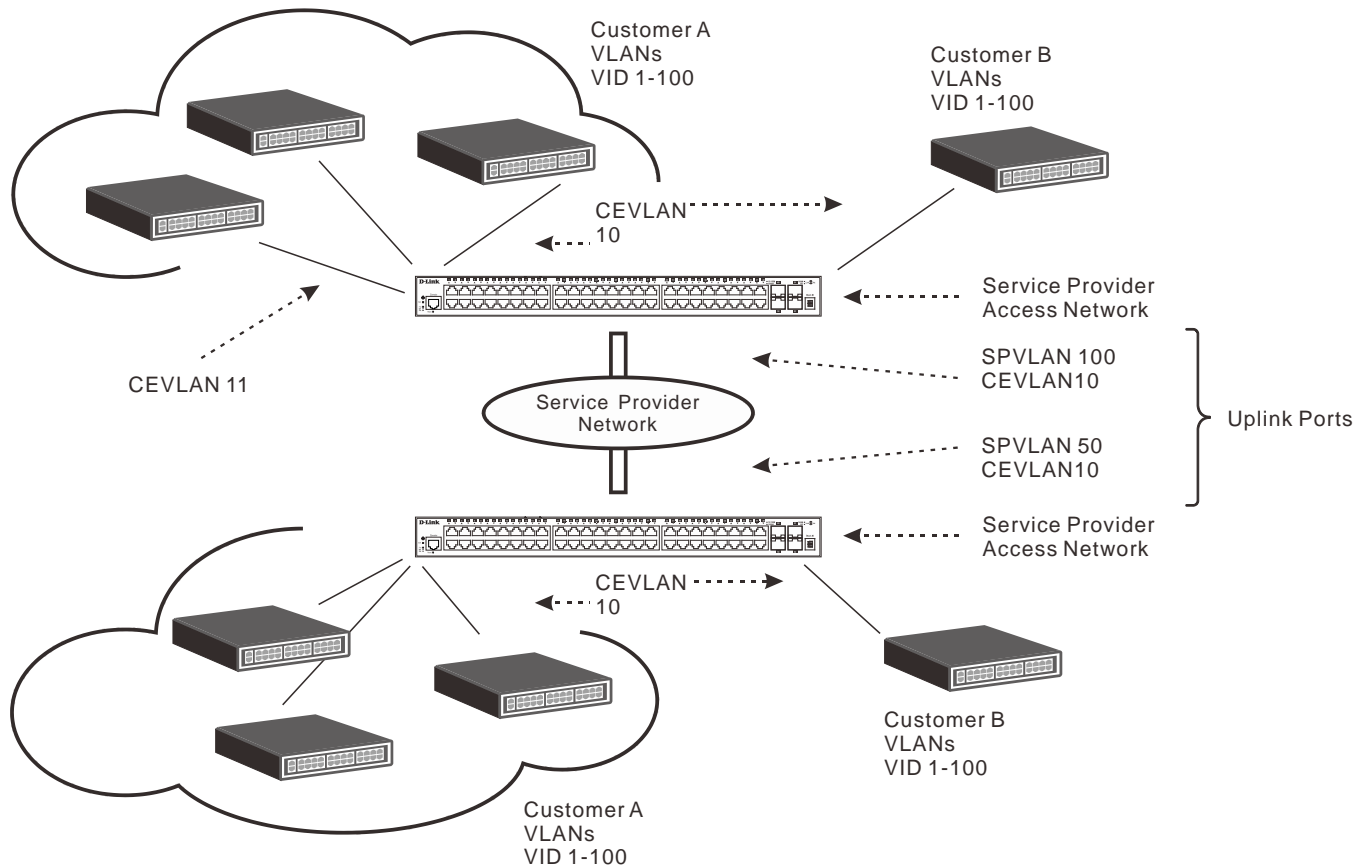 Customer A
VLANs
VID 1-100
Customer B
VLANs
VID 1-100
CEVLAN
10
D-Link
Service Provider
Access Network
CEVLAN 11
SPVLAN 100
CEVLAN10
Service Provider
Network
Uplink Ports
SPVLAN 50
CEVLAN10
D-Link
Service Provider
Access Network
CEVLAN
10
Customer B
VLANs
VID 1-100
Customer A
VLANs
VID 1-100